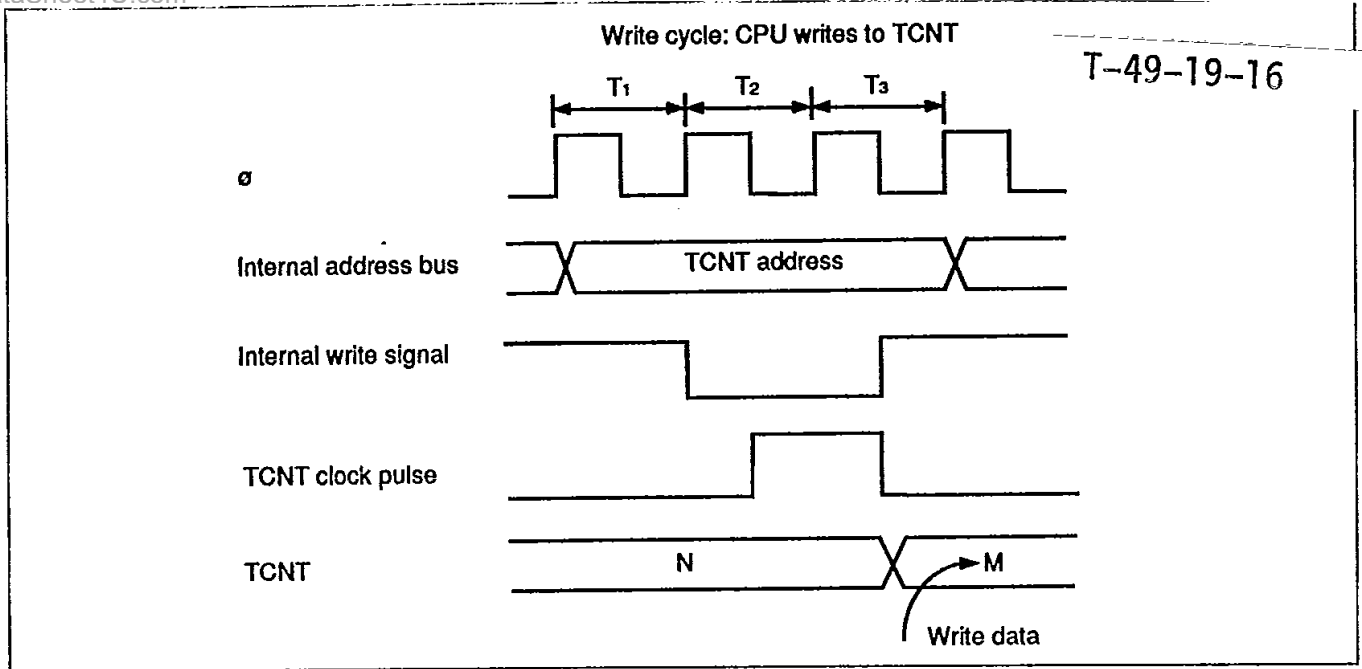 Write cycle: CPU writes to TCNT
T-49-19-16
T1 T2 T3
ø
Internal address bus
TCNT address
Internal write signal
TCNT clock pulse
TCNT
N
M
Write data